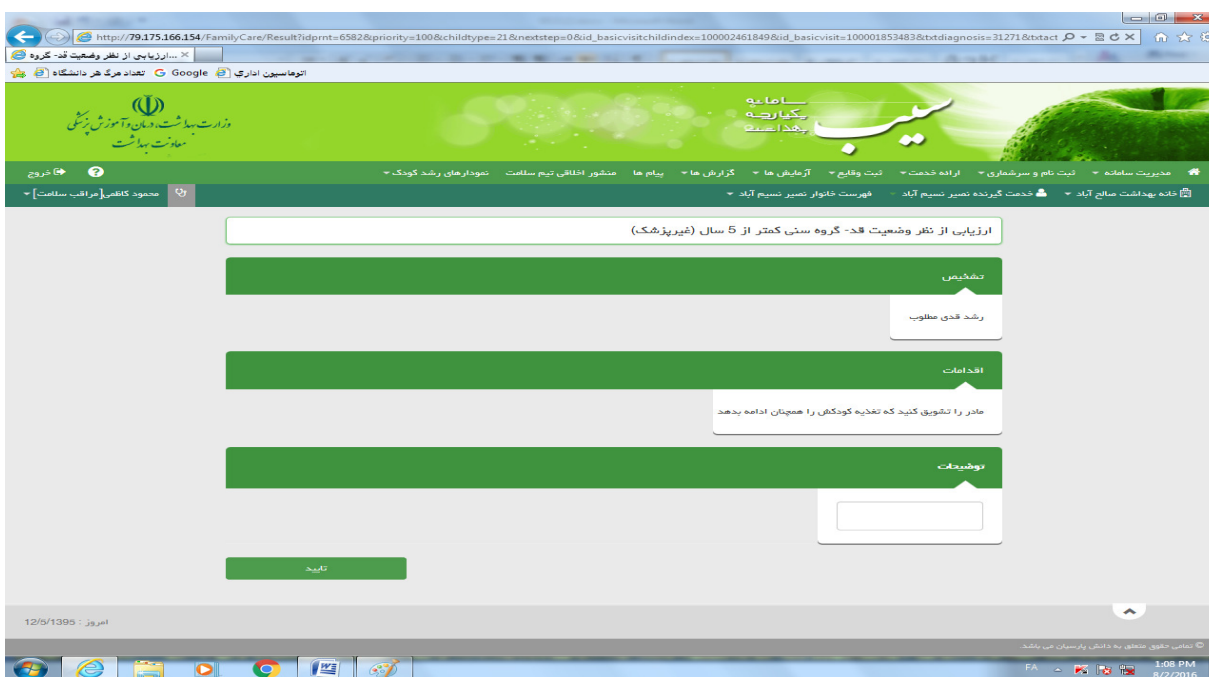 http://79.175.166.154/FamilyCare/Result?idprnt=6582&priority=100&childtype=21&nextstep=0&id_basicvisitchildindex=100002461849&id_basicvisit=100001853483&txtdiagnosis=31271&txtact
ارزیابی از نظر وضعیت قد- گروه...
اتوماسیون اداري Google تعداد مرگ هر دانشگاه
وزارت بهداشت، درمان و آموزش پزشکی
معاونت بهداشت
سامانه
یکپارچه
بهداشت
سیب
مدیریت سامانه ثبت نام و سرشماری ارائه خدمت ثبت وقایع آزمایش ها گزارش ها پیام ها منشور اخلاقی تیم سلامت نمودارهای رشد کودک خروج
خانه بهداشت صالح آباد خدمت گیرنده نصیر نسیم آباد فهرست خانوار نصیر نسیم آباد محمود کاظمی[مراقب سلامت]
ارزیابی از نظر وضعیت قد- گروه سنی کمتر از 5 سال (غیرپزشک)
تشخیص
رشد قدی مطلوب
اقدامات
مادر را تشویق کنید که تغذیه کودکش را همچنان ادامه بدهد
توضیحات
تایید
امروز : 12/5/1395
© تمامی حقوق متعلق به دانش پارسیان می باشد.
FA
1:08 PM
8/2/2016